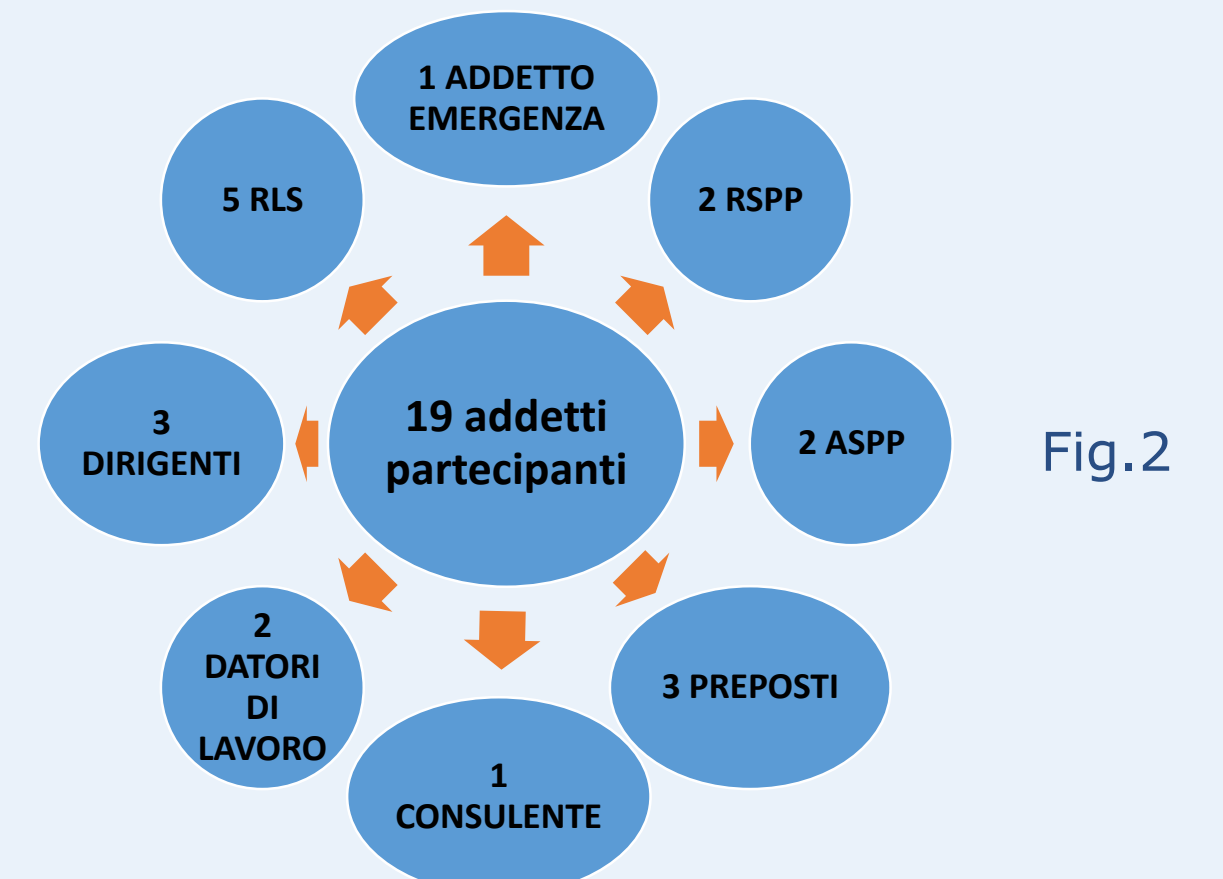 1 ADDETTO
EMERGENZA
2 RSPP
2 ASPP
3 PREPOSTI
1
CONSULENTE
2
DATORI
DI
LAVORO
3
DIRIGENTI
5 RLS
19 addetti
partecipanti
Fig.2